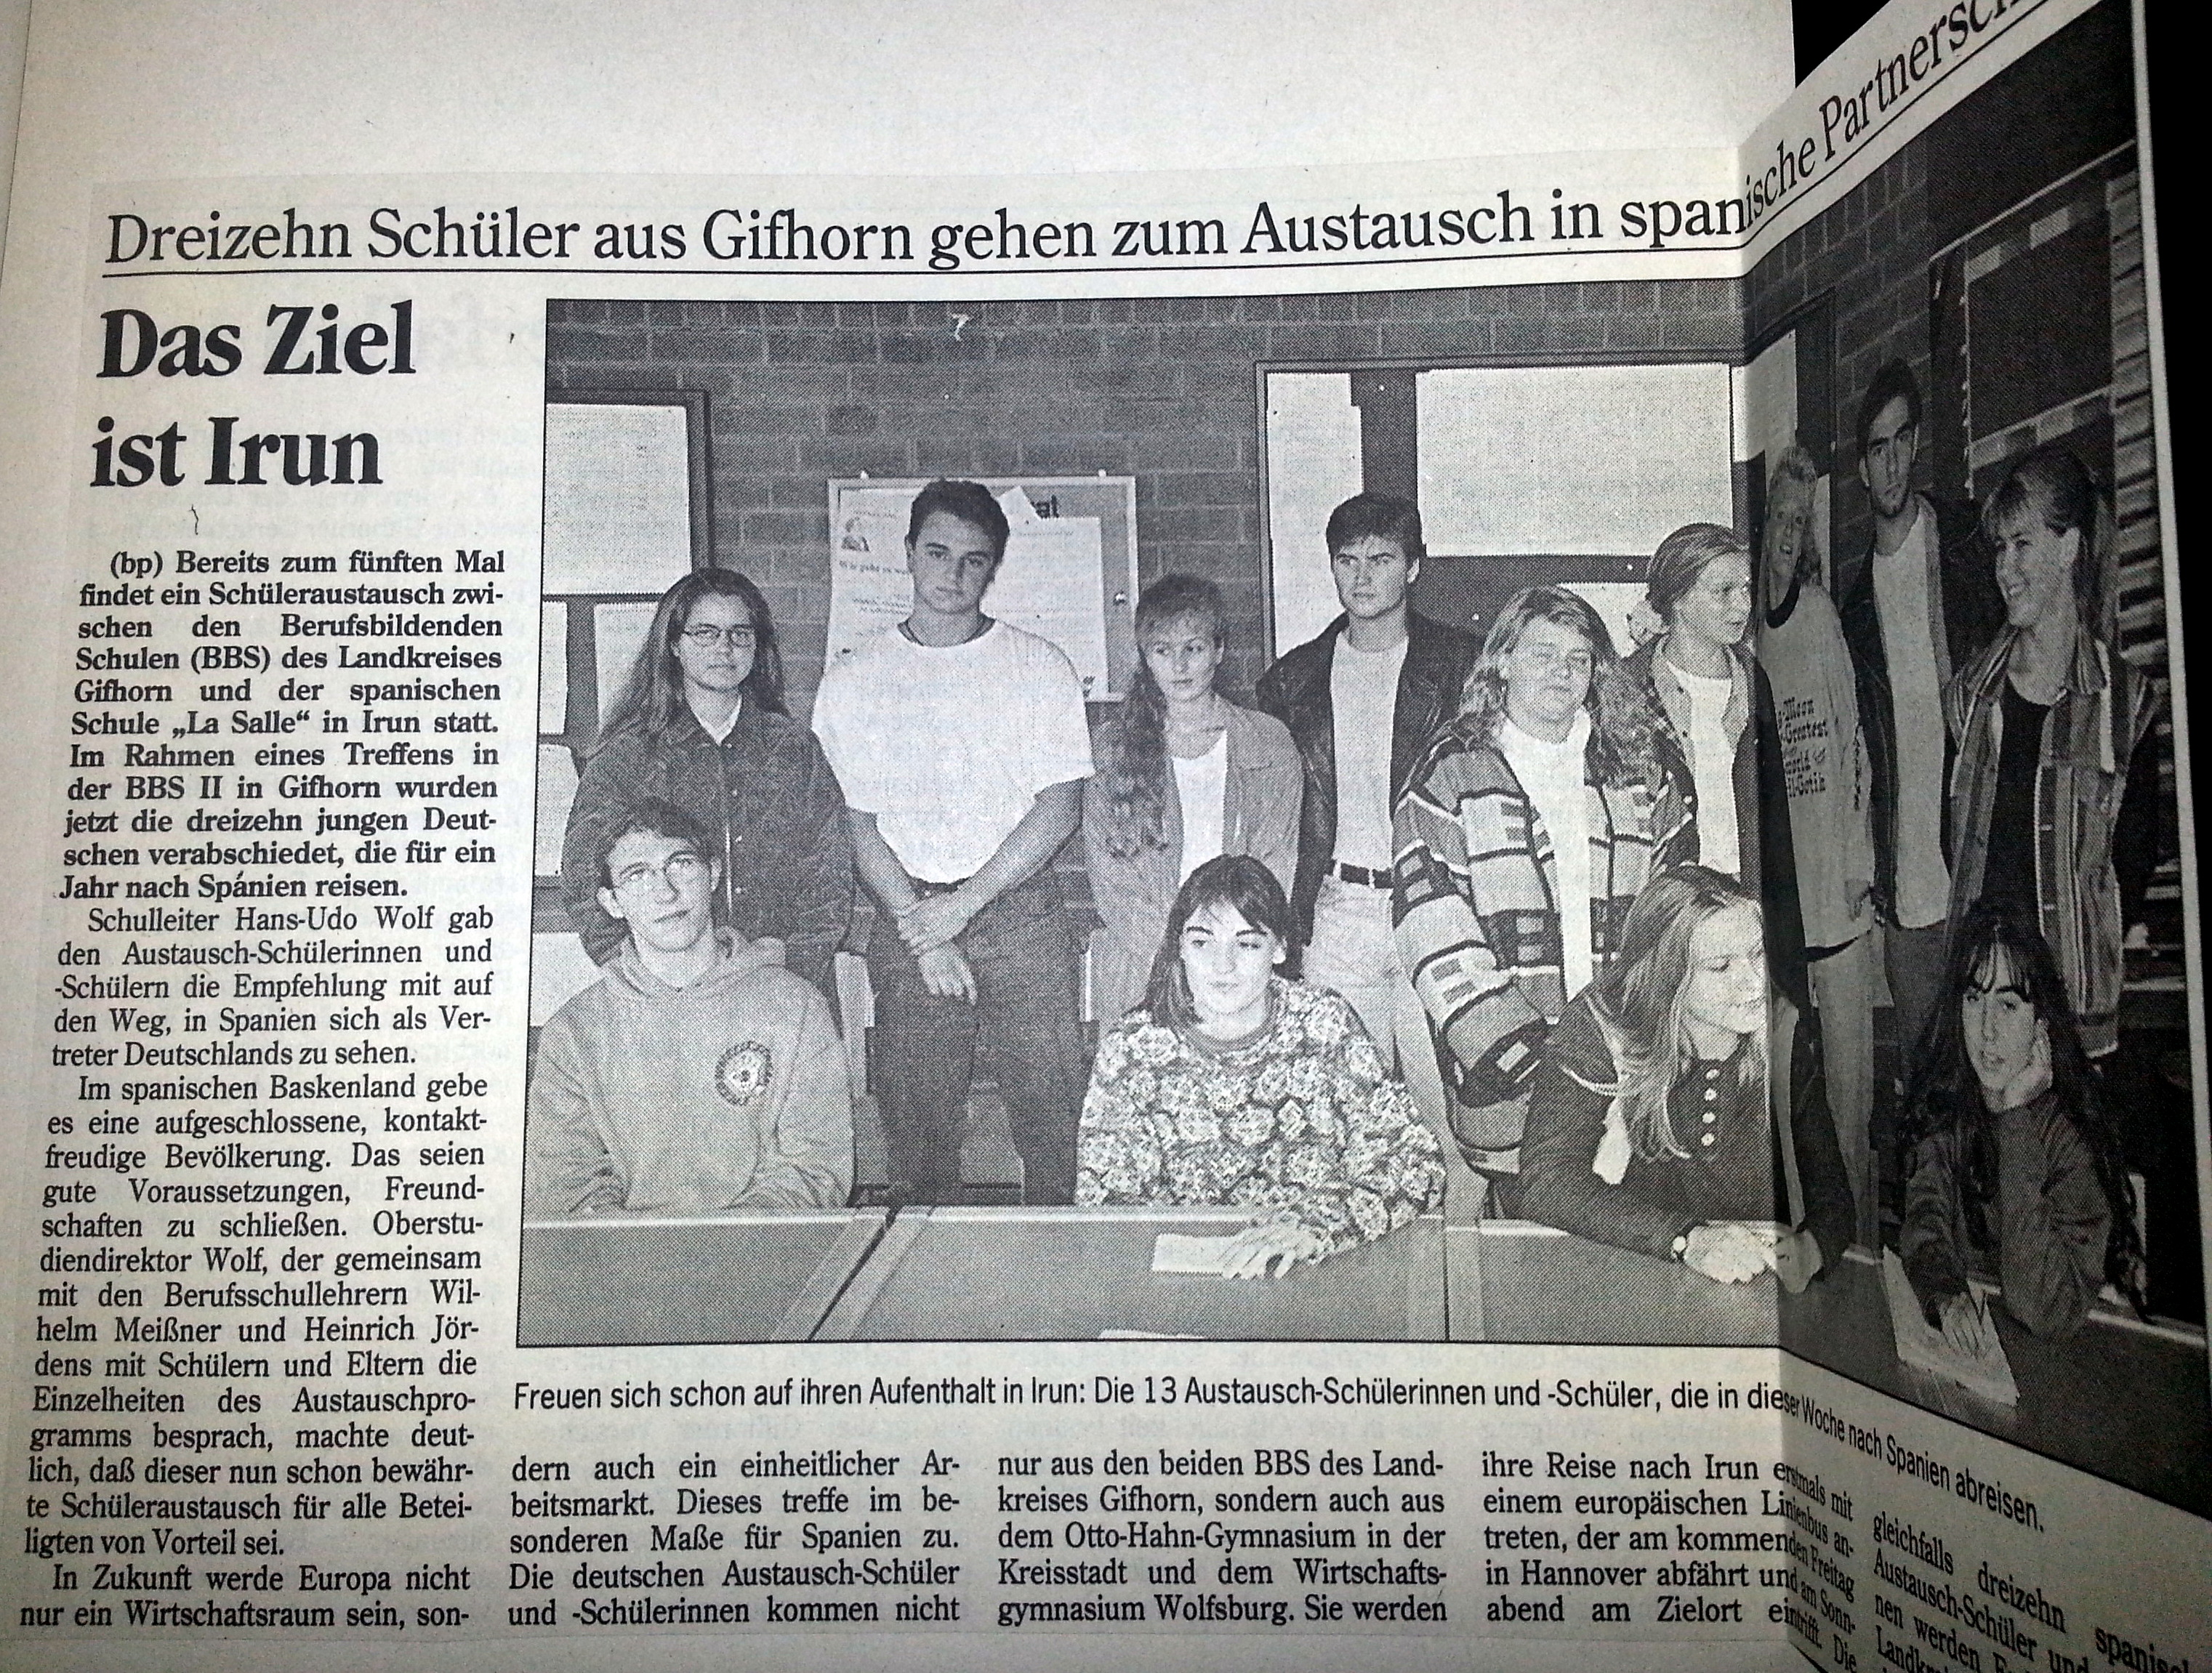 Dreizehn Schüler aus Gifhorn gehen zum Austausch in spanische
Das Ziel
ist Irun
(bp) Bereits zum fünften Mal
findet ein Schüleraustausch zwi-
schen den Berufsbildenden
Schulen (BBS) des Landkreises
Gifhorn und der spanischen
Schule „La Salle“ in Irun statt.
Im Rahmen eines Treffens in
der BBS II in Gifhorn wurden
jetzt die dreizehn jungen Deut-
schen verabschiedet, die für ein
Jahr nach Spanien reisen.
Schulleiter Hans-Udo Wolf gab
den Austausch-Schülerinnen und
-Schülern die Empfehlung mit auf
den Weg, in Spanien sich als Ver-
treter Deutschlands zu sehen.
Im spanischen Baskenland gebe
es eine aufgeschlossene, kontakt-
freudige Bevölkerung. Das seien
gute Voraussetzungen, Freund-
schaften zu schließen. Oberstu-
diendirektor Wolf, der gemeinsam
mit den Berufsschullehrern Wil-
helm Meißner und Heinrich Jör-
dens mit Schülern und Eltern die
Einzelheiten des Austauschpro-
gramms besprach, machte deut-
lich, daß dieser nun schon bewähr-
te Schüleraustausch für alle Betei-
ligten von Vorteil sei.
In Zukunft werde Europa nicht
nur ein Wirtschaftsraum sein, son-
Freuen sich schon auf ihren Aufenthalt in Irun: Die 13 Austausch-Schülerinnen und -Schüler, die in dieser Woche nach Spanien abreisen.
dern auch ein einheitlicher Ar-
beitsmarkt. Dieses treffe im be-
sonderen Maße für Spanien zu.
Die deutschen Austausch-Schüler
und -Schülerinnen kommen nicht
nur aus den beiden BBS des Land-
kreises Gifhorn, sondern auch aus
dem Otto-Hahn-Gymnasium in der
Kreisstadt und dem Wirtschafts-
gymnasium Wolfsburg. Sie werden
ihre Reise nach Irun erstmals mit
einem europäischen Linienbus an-
treten, der am kommenden Freitag
in Hannover abfährt und am Sonn-
abend am Zielort eintrifft. Die
gleichfalls dreizehn
Austausch-Schüler und
nen werden